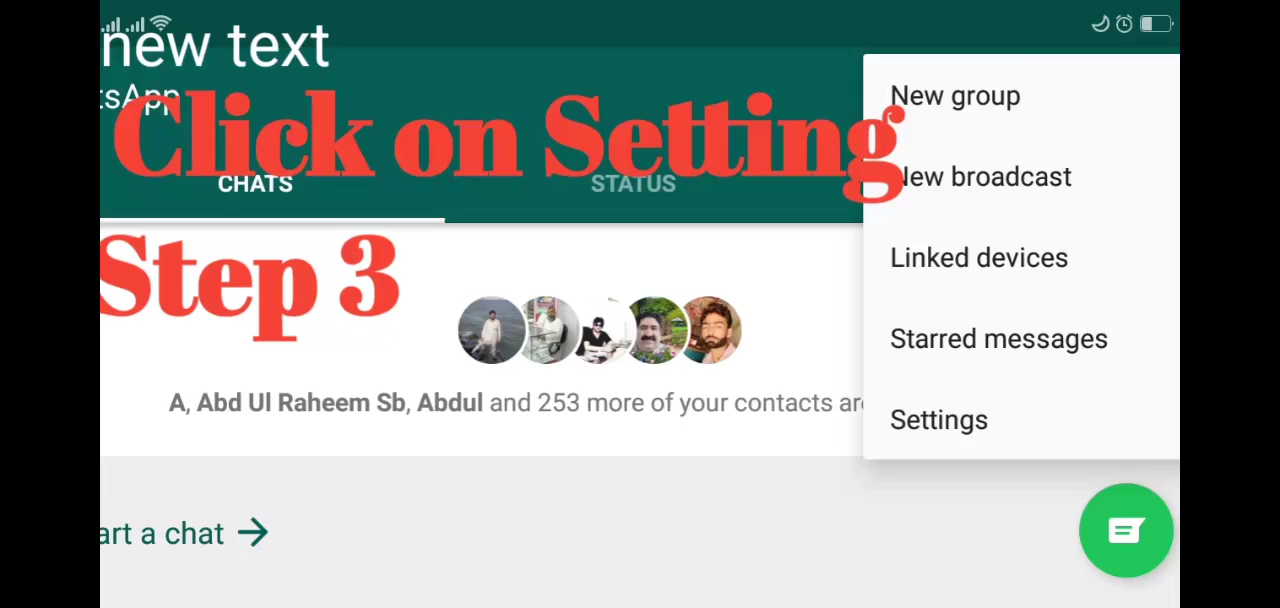 new text
tsApp
Click on Setting
CHATS
STATUS
New group
New broadcast
Linked devices
Starred messages
Settings
Step 3
A, Abd Ul Raheem Sb, Abdul and 253 more of your contacts are
art a chat